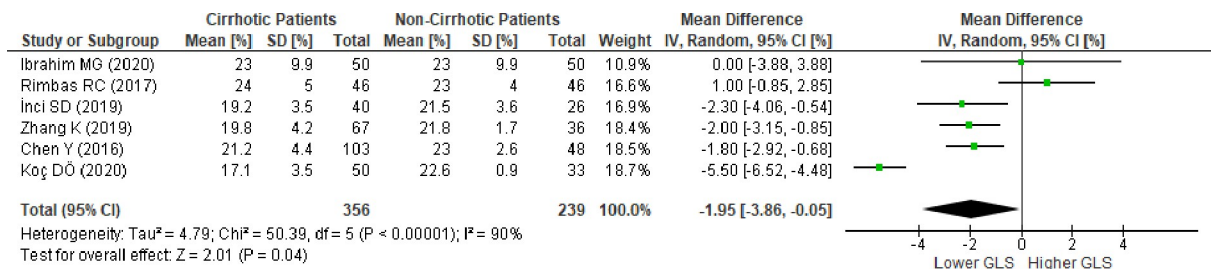 Cirrhotic Patients Non-Cirrhotic Patients Mean Difference Mean Difference
Study or Subgroup Mean [%] SD [%] Total Mean [%] SD [%] Total Weight IV, Random, 95% CI [%] IV, Random, 95% CI [%]
Ibrahim MG (2020) 23 9.9 50 23 9.9 50 10.9% 0.00 [-3.88, 3.88]
Rimbas RC (2017) 24 5 46 23 4 46 16.6% 1.00 [-0.85, 2.85]
İnci SD (2019) 19.2 3.5 40 21.5 3.6 26 16.9% -2.30 [-4.06, -0.54]
Zhang K (2019) 19.8 4.2 67 21.8 1.7 36 18.4% -2.00 [-3.15, -0.85]
Chen Y (2016) 21.2 4.4 103 23 2.6 48 18.5% -1.80 [-2.92, -0.68]
Koç DÖ (2020) 17.1 3.5 50 22.6 0.9 33 18.7% -5.50 [-6.52, -4.48]
Total (95% CI) 356 239 100.0% -1.95 [-3.86, -0.05]
Heterogeneity: Tau² = 4.79; Chi² = 50.39, df = 5 (P < 0.00001); I² = 90%
Test for overall effect: Z = 2.01 (P = 0.04)
-4 -2 0 2 4
Lower GLS Higher GLS